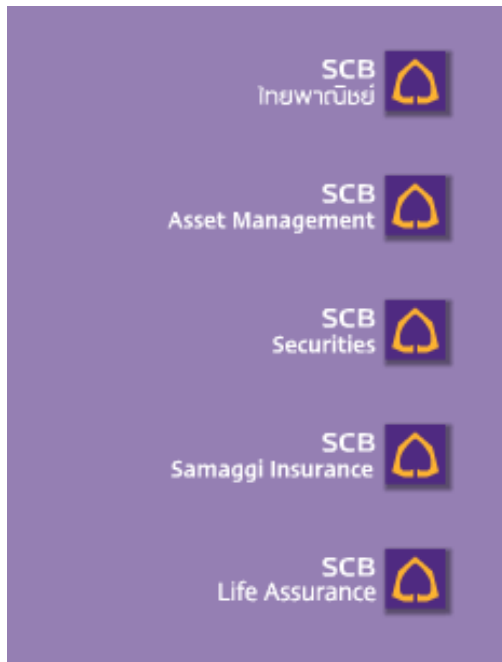 SCB
ไทยพาณิชย์
SCB
Asset Management
SCB
Securities
SCB
Samaggi Insurance
SCB
Life Assurance